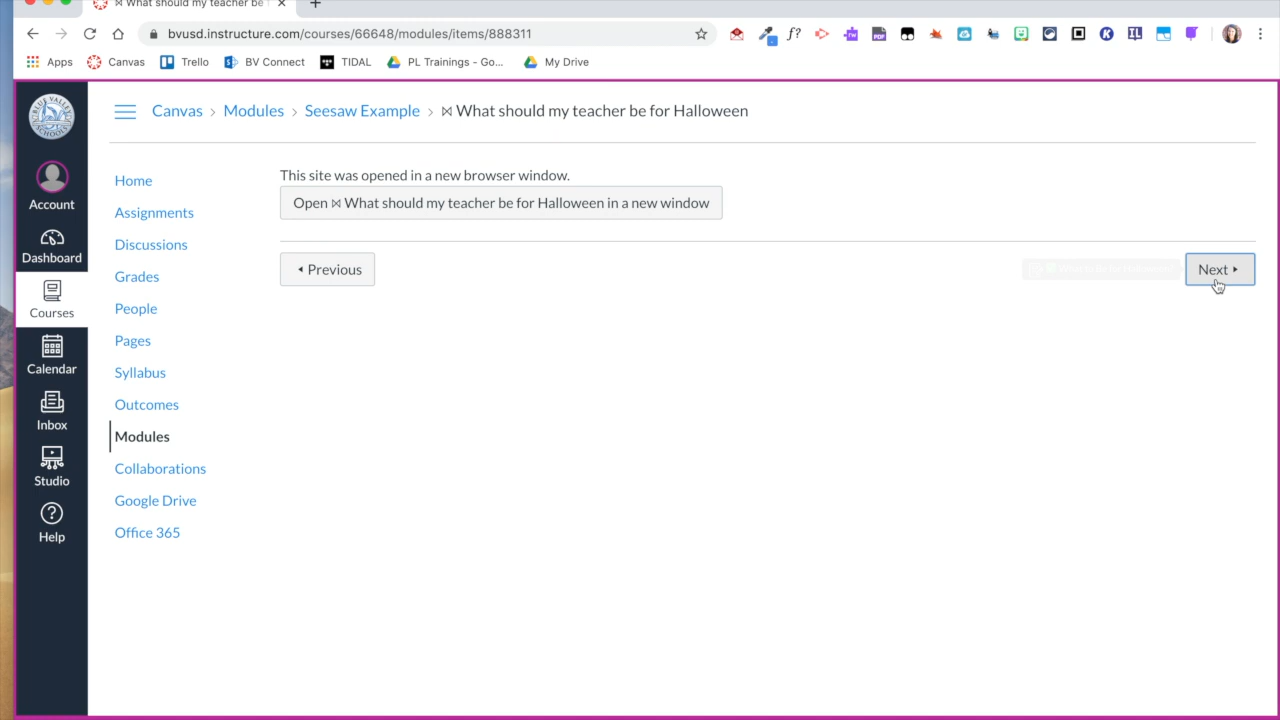 What should my teacher be f
bvusd.instructure.com/courses/66648/modules/items/888311
Apps Canvas Trello BV Connect TIDAL PL Trainings - Go... My Drive
Canvas > Modules > Seesaw Example > ⋈ What should my teacher be for Halloween
Account
Dashboard
Courses
Calendar
Inbox
Studio
Help
Home
Assignments
Discussions
Grades
People
Pages
Syllabus
Outcomes
Modules
Collaborations
Google Drive
Office 365
This site was opened in a new browser window.
Open ⋈ What should my teacher be for Halloween in a new window
Previous
Next